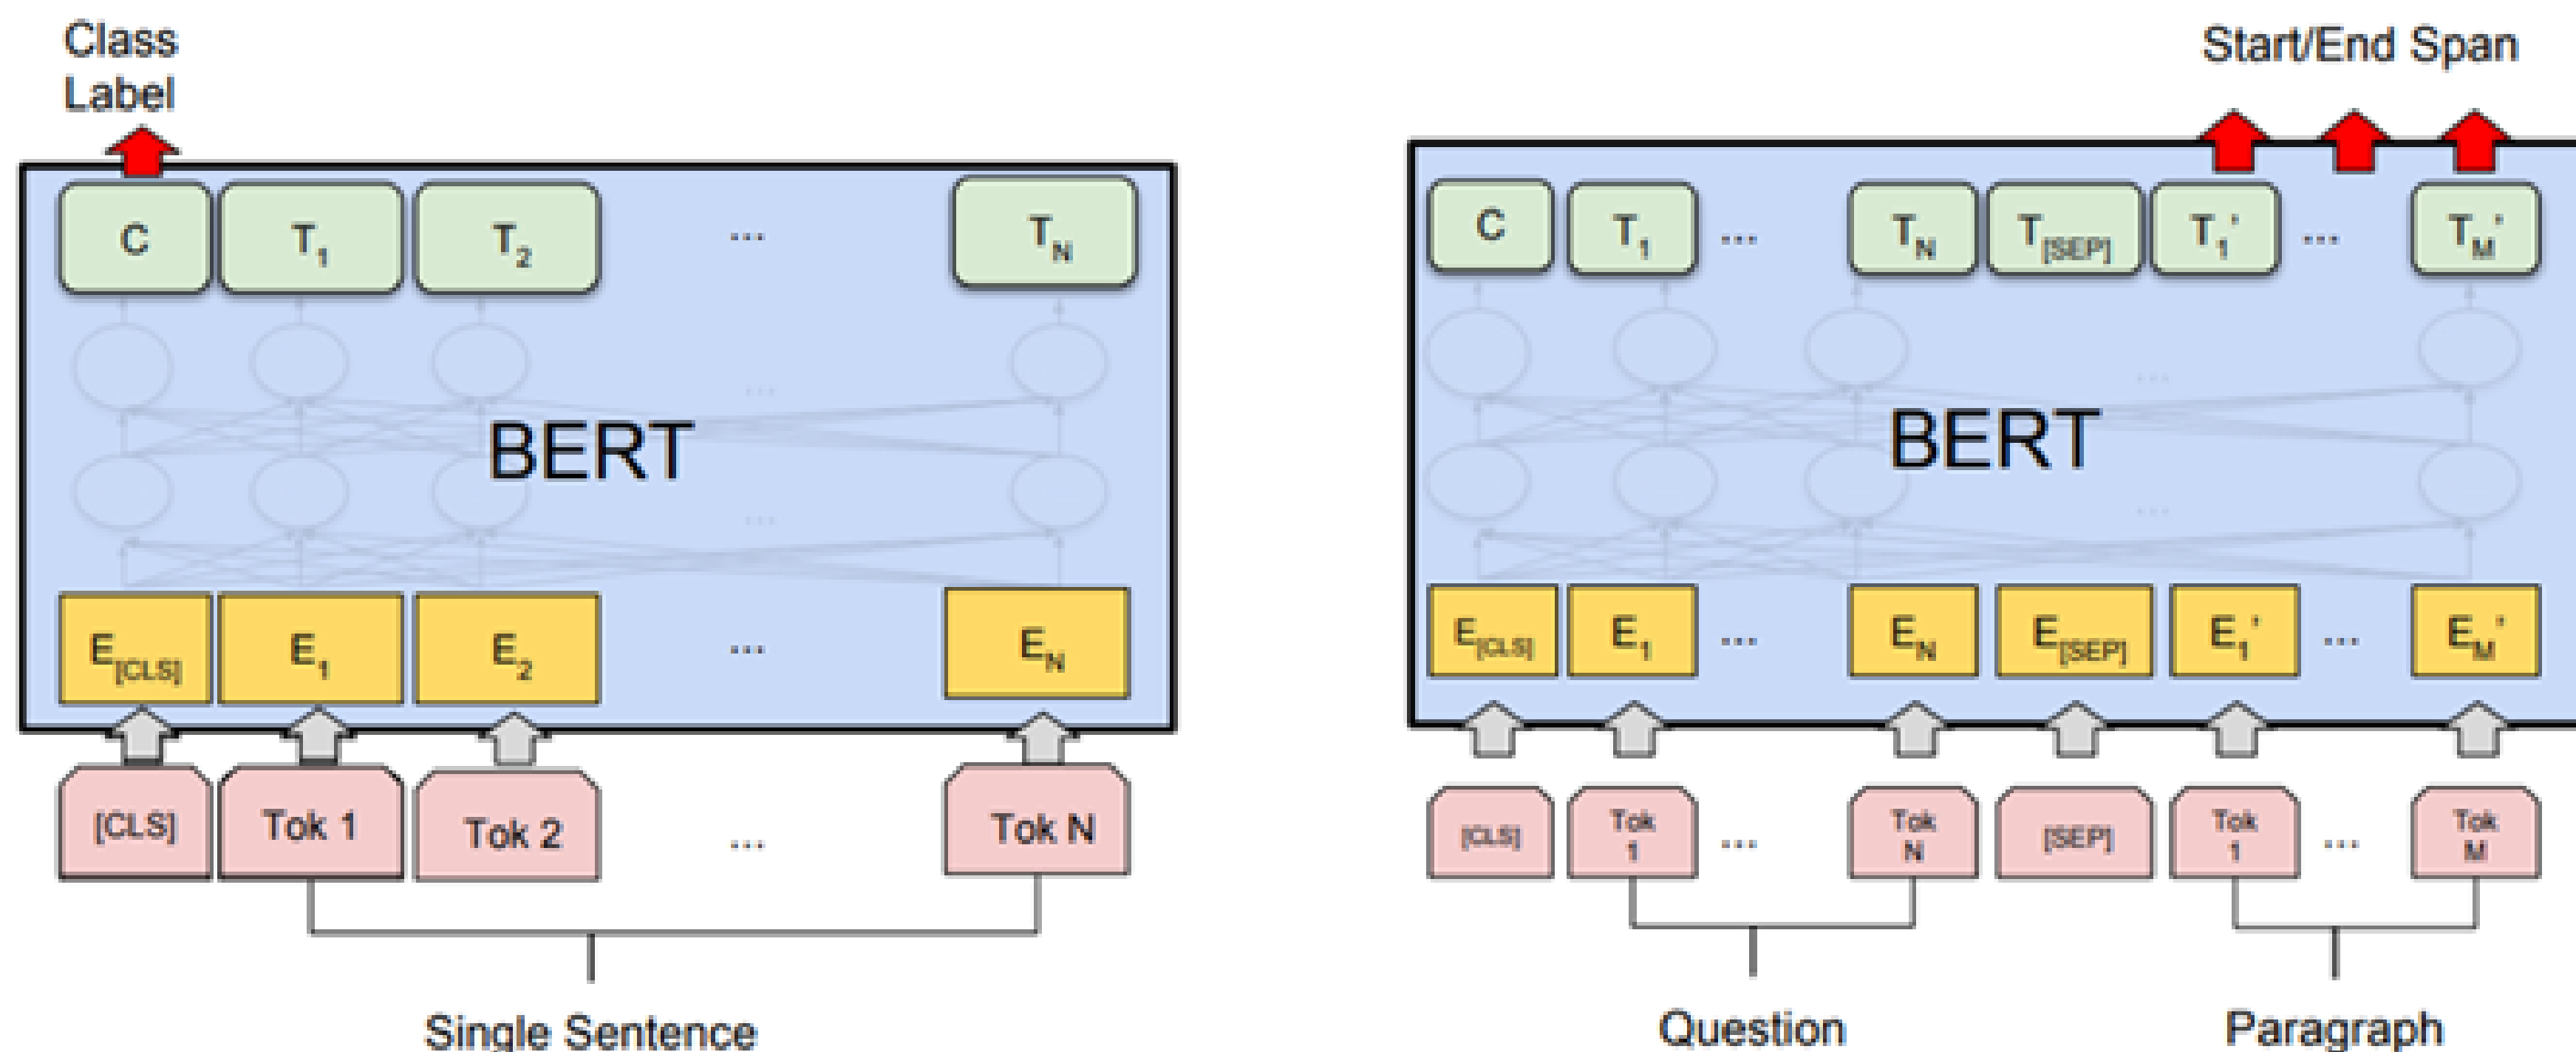 Class
Label
C T1 T2 ... TN
...
BERT
...
E[CLS] E1 E2 ... EN
[CLS] Tok 1 Tok 2 ... Tok N
Single Sentence
Start/End Span
C T1 ... TN T[SEP] T1' ... TM'
...
BERT
...
E[CLS] E1 ... EN E[SEP] E1' ... EM'
[CLS] Tok 1 ... Tok N [SEP] Tok 1 ... Tok M
Question Paragraph